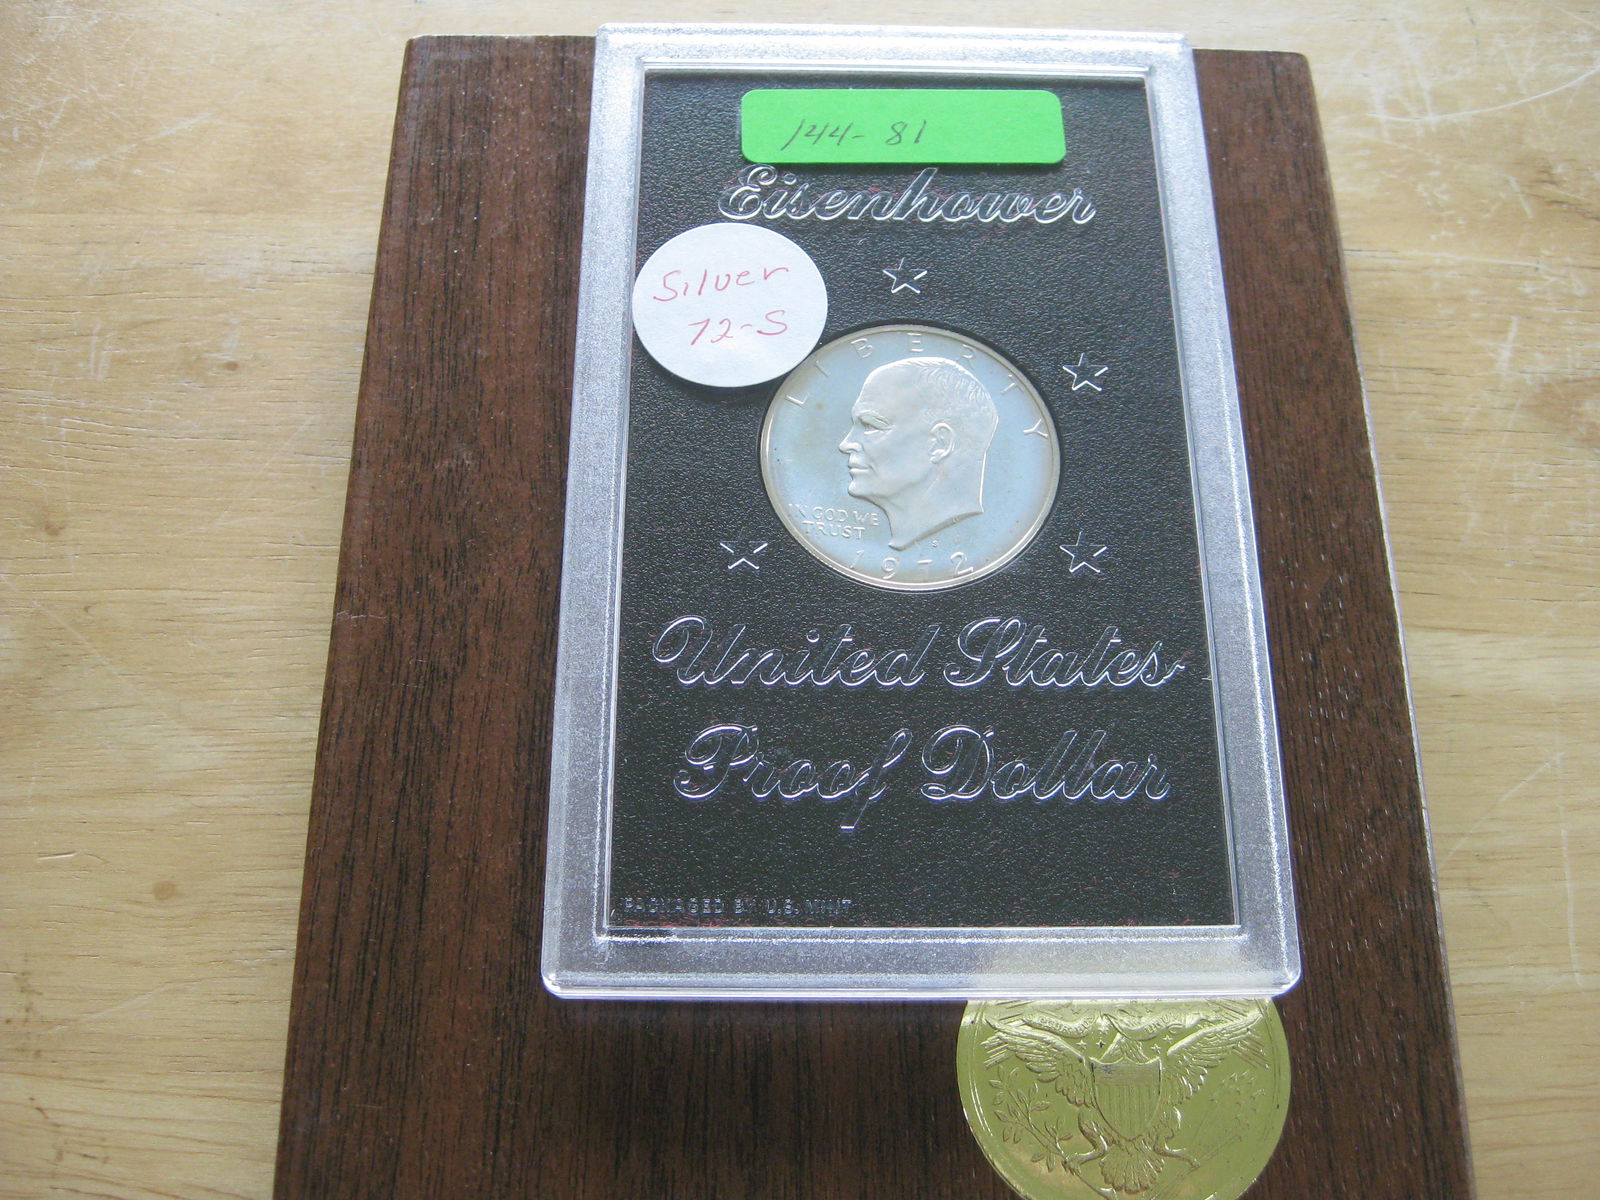 144-81
Eisenhower
Silver
72-S
LIBERTY
IN GOD WE
TRUST
S
1972
United States
Proof Dollar
PACKAGED BY U.S. MINT